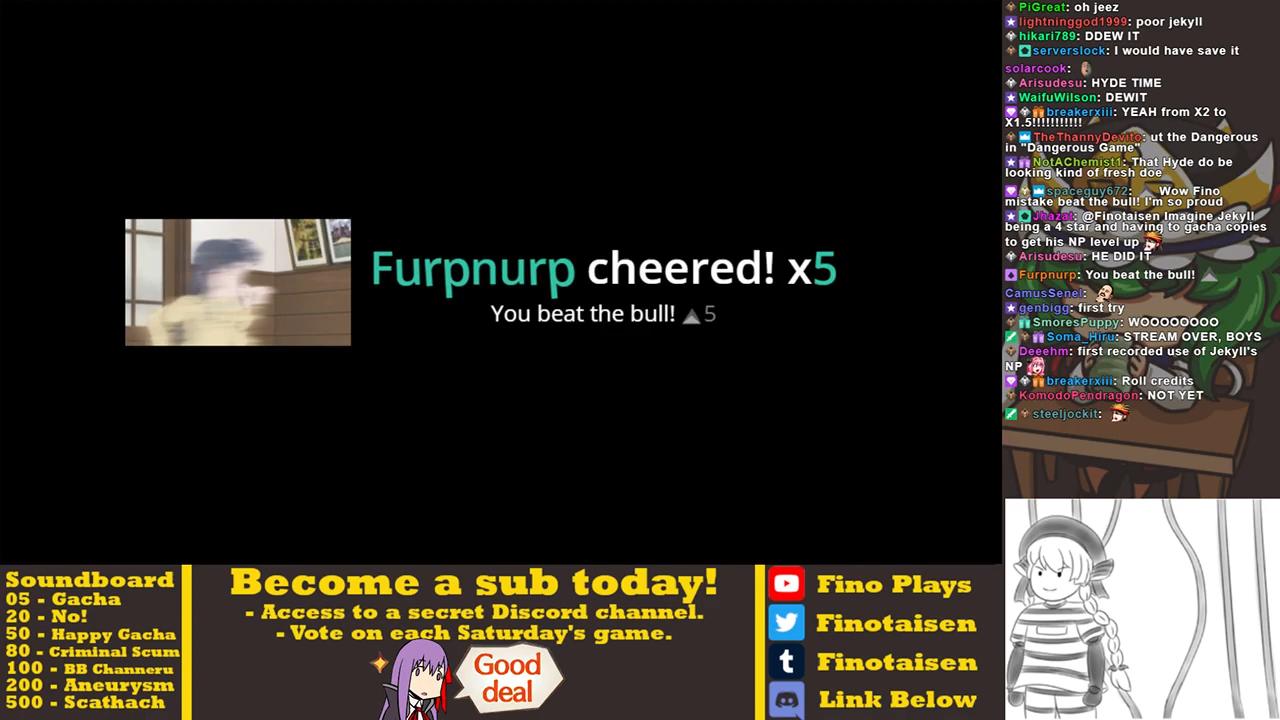 Furpnurp cheered! x5
You beat the bull! 5
PiGreat: oh jeez
lightninggod1999: poor jekyll
hikari789: DDEW IT
serverslock: I would have save it
solarcook:
Arisudesu: HYDE TIME
WaifuWilson: DEWIT
breakerxiii: YEAH from X2 to
X1.5!!!!!!!!!!!
TheThannyDevito: ut the Dangerous
in "Dangerous Game"
NotAChemist1: That Hyde do be
looking kind of fresh doe
spaceguy672: Wow Fino
mistake beat the bull! I'm so proud
Jhazat: @Finotaisen Imagine Jekyll
being a 4 star and having to gacha copies
to get his NP level up
Arisudesu: HE DID IT
Furpnurp: You beat the bull!
CamusSenei:
genbigg: first try
SmoresPuppy: WOOOOOOOO
Soma_Hiru: STREAM OVER, BOYS
Deeehm: first recorded use of Jekyll's
NP
breakerxiii: Roll credits
KomodoPendragon: NOT YET
steeljockit:
Soundboard
05 - Gacha
20 - No!
50 - Happy Gacha
80 - Criminal Scum
100 - BB Channeru
200 - Aneurysm
500 - Scathach
Become a sub today!
- Access to a secret Discord channel.
- Vote on each Saturday's game.
Good
deal
Fino Plays
Finotaisen
Finotaisen
Link Below